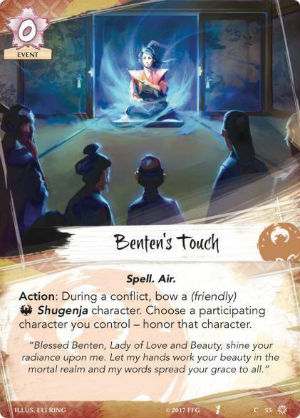 0
EVENT
Benten's Touch
Spell. Air.
Action: During a conflict, bow a (friendly)
Shugenja character. Choose a participating
character you control – honor that character.
"Blessed Benten, Lady of Love and Beauty, shine your
radiance upon me. Let my hands work your beauty in the
mortal realm and my words spread your grace to all."
ILLUS. ELI RING © 2017 FFG C 55